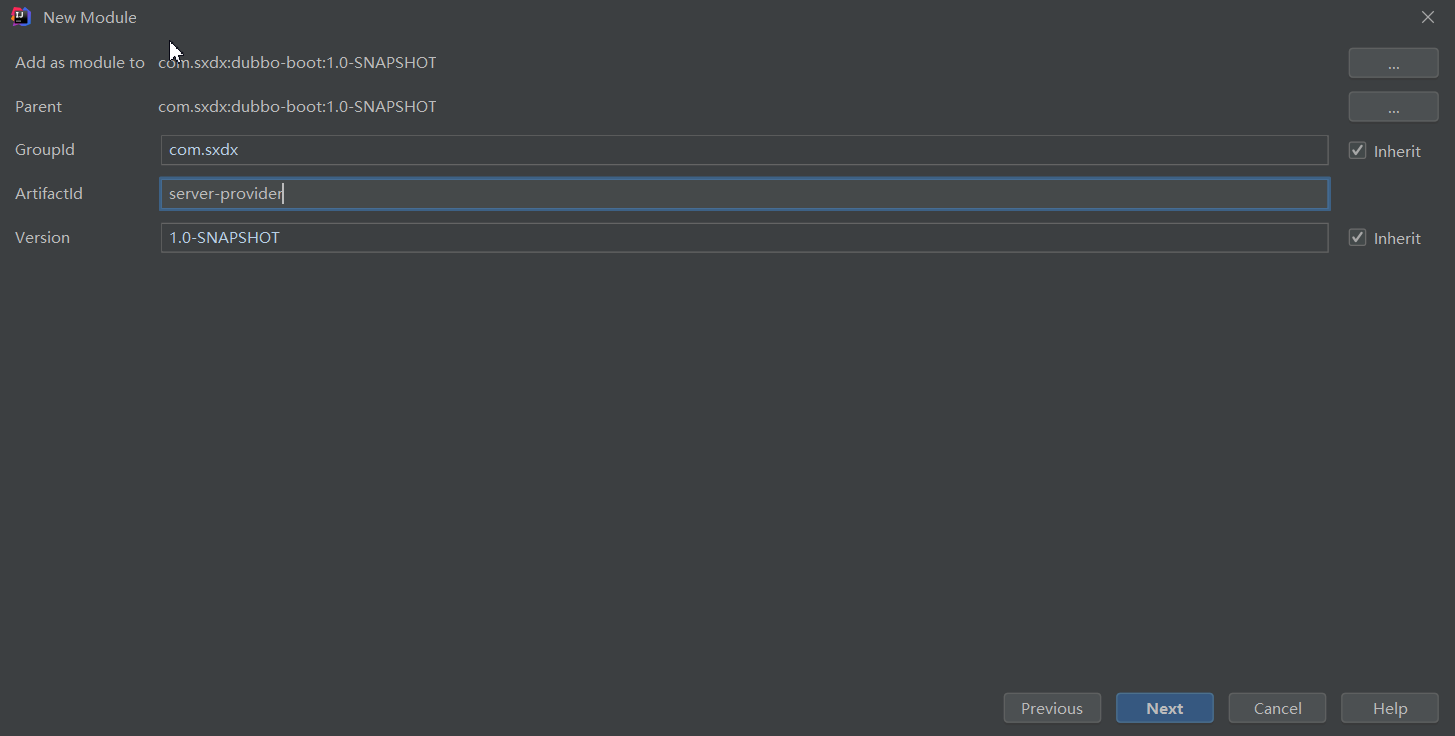 New Module
Add as module to com.sxdx:dubbo-boot:1.0-SNAPSHOT
...
Parent com.sxdx:dubbo-boot:1.0-SNAPSHOT
...
GroupId com.sxdx Inherit
ArtifactId server-provider
Version 1.0-SNAPSHOT Inherit
Previous Next Cancel Help